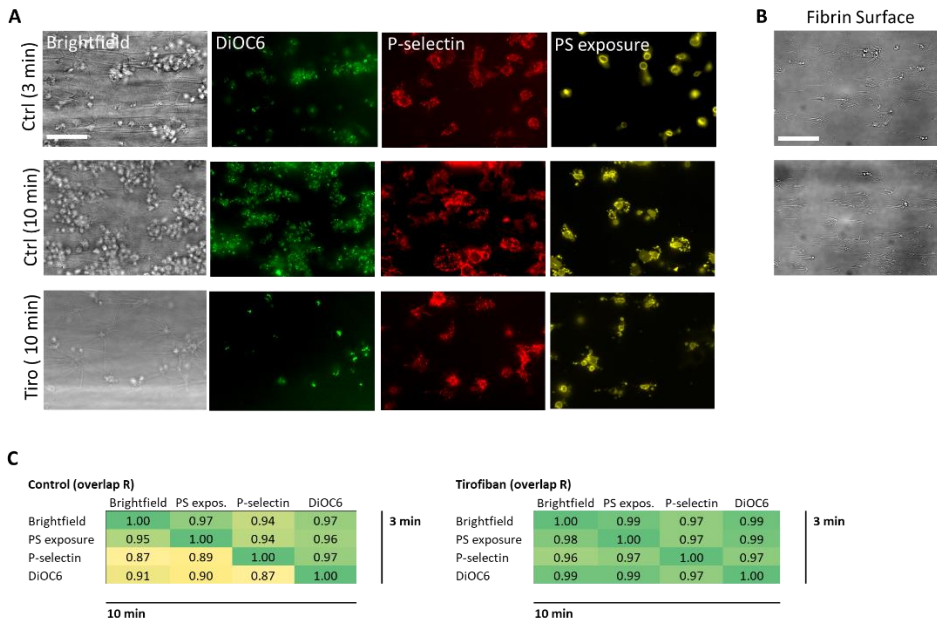 A
B
Fibrin Surface
Brightfield
DiOC6
P-selectin
PS exposure
Ctrl (3 min)
Ctrl (10 min)
Tiro ( 10 min)
C
Control (overlap R)
Brightfield PS expos. P-selectin DiOC6
Brightfield 1.00 0.97 0.94 0.97
PS exposure 0.95 1.00 0.94 0.96
P-selectin 0.87 0.89 1.00 0.97
DiOC6 0.91 0.90 0.87 1.00
3 min
10 min
Tirofiban (overlap R)
Brightfield PS expos. P-selectin DiOC6
Brightfield 1.00 0.99 0.97 0.99
PS exposure 0.98 1.00 0.97 0.99
P-selectin 0.96 0.97 1.00 0.97
DiOC6 0.99 0.99 0.97 1.00
3 min
10 min